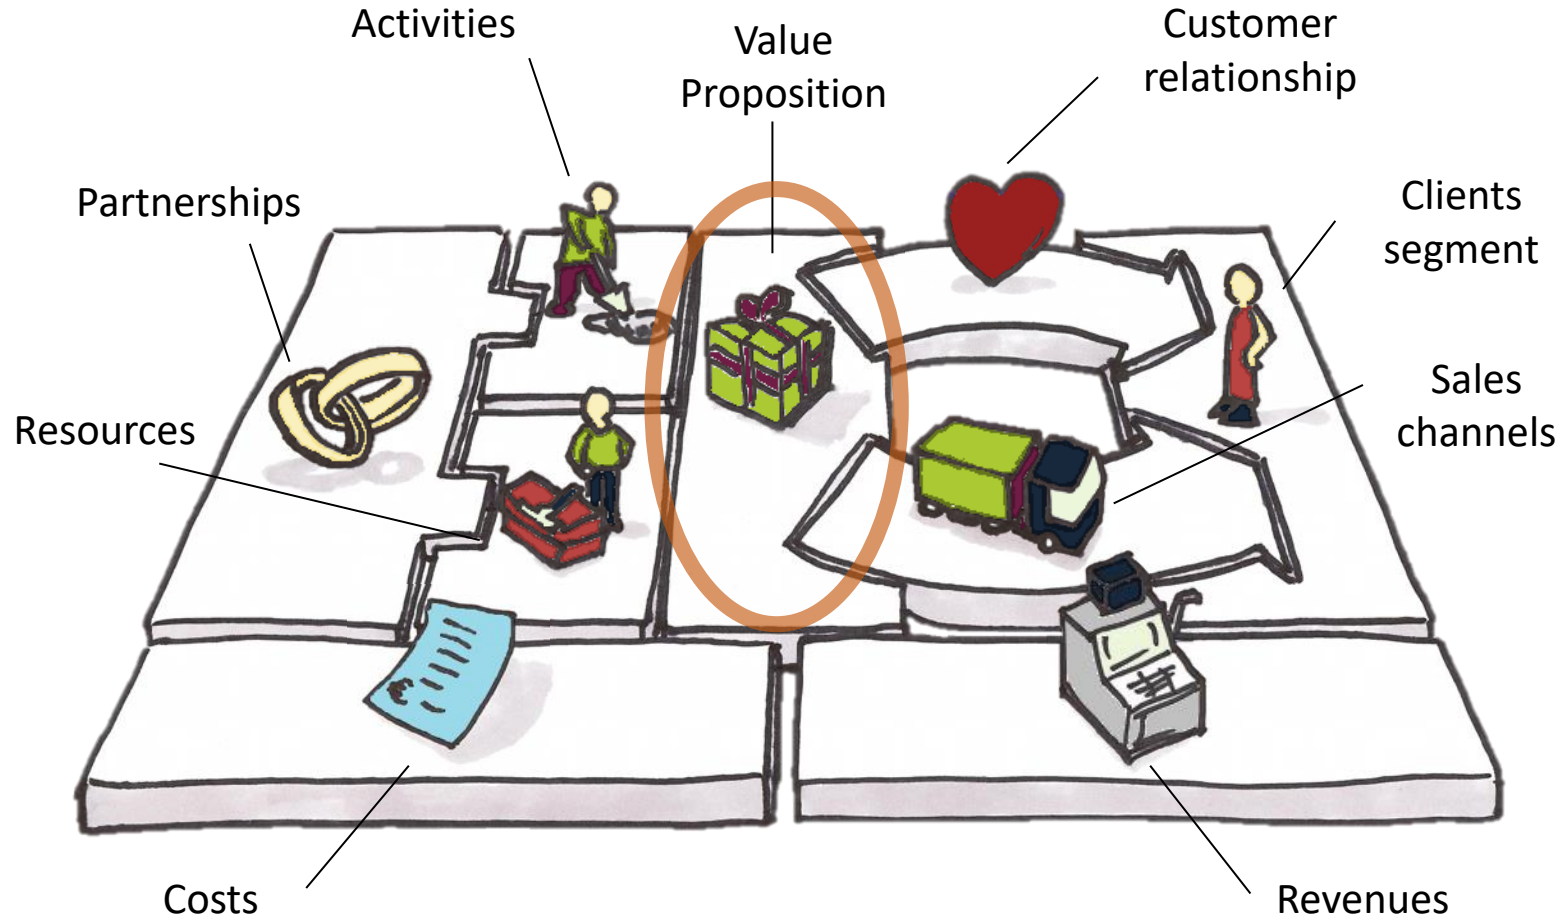 Activities
Value
Proposition
Customer
relationship
Partnerships
Clients
segment
Resources
Sales
channels
Costs
Revenues